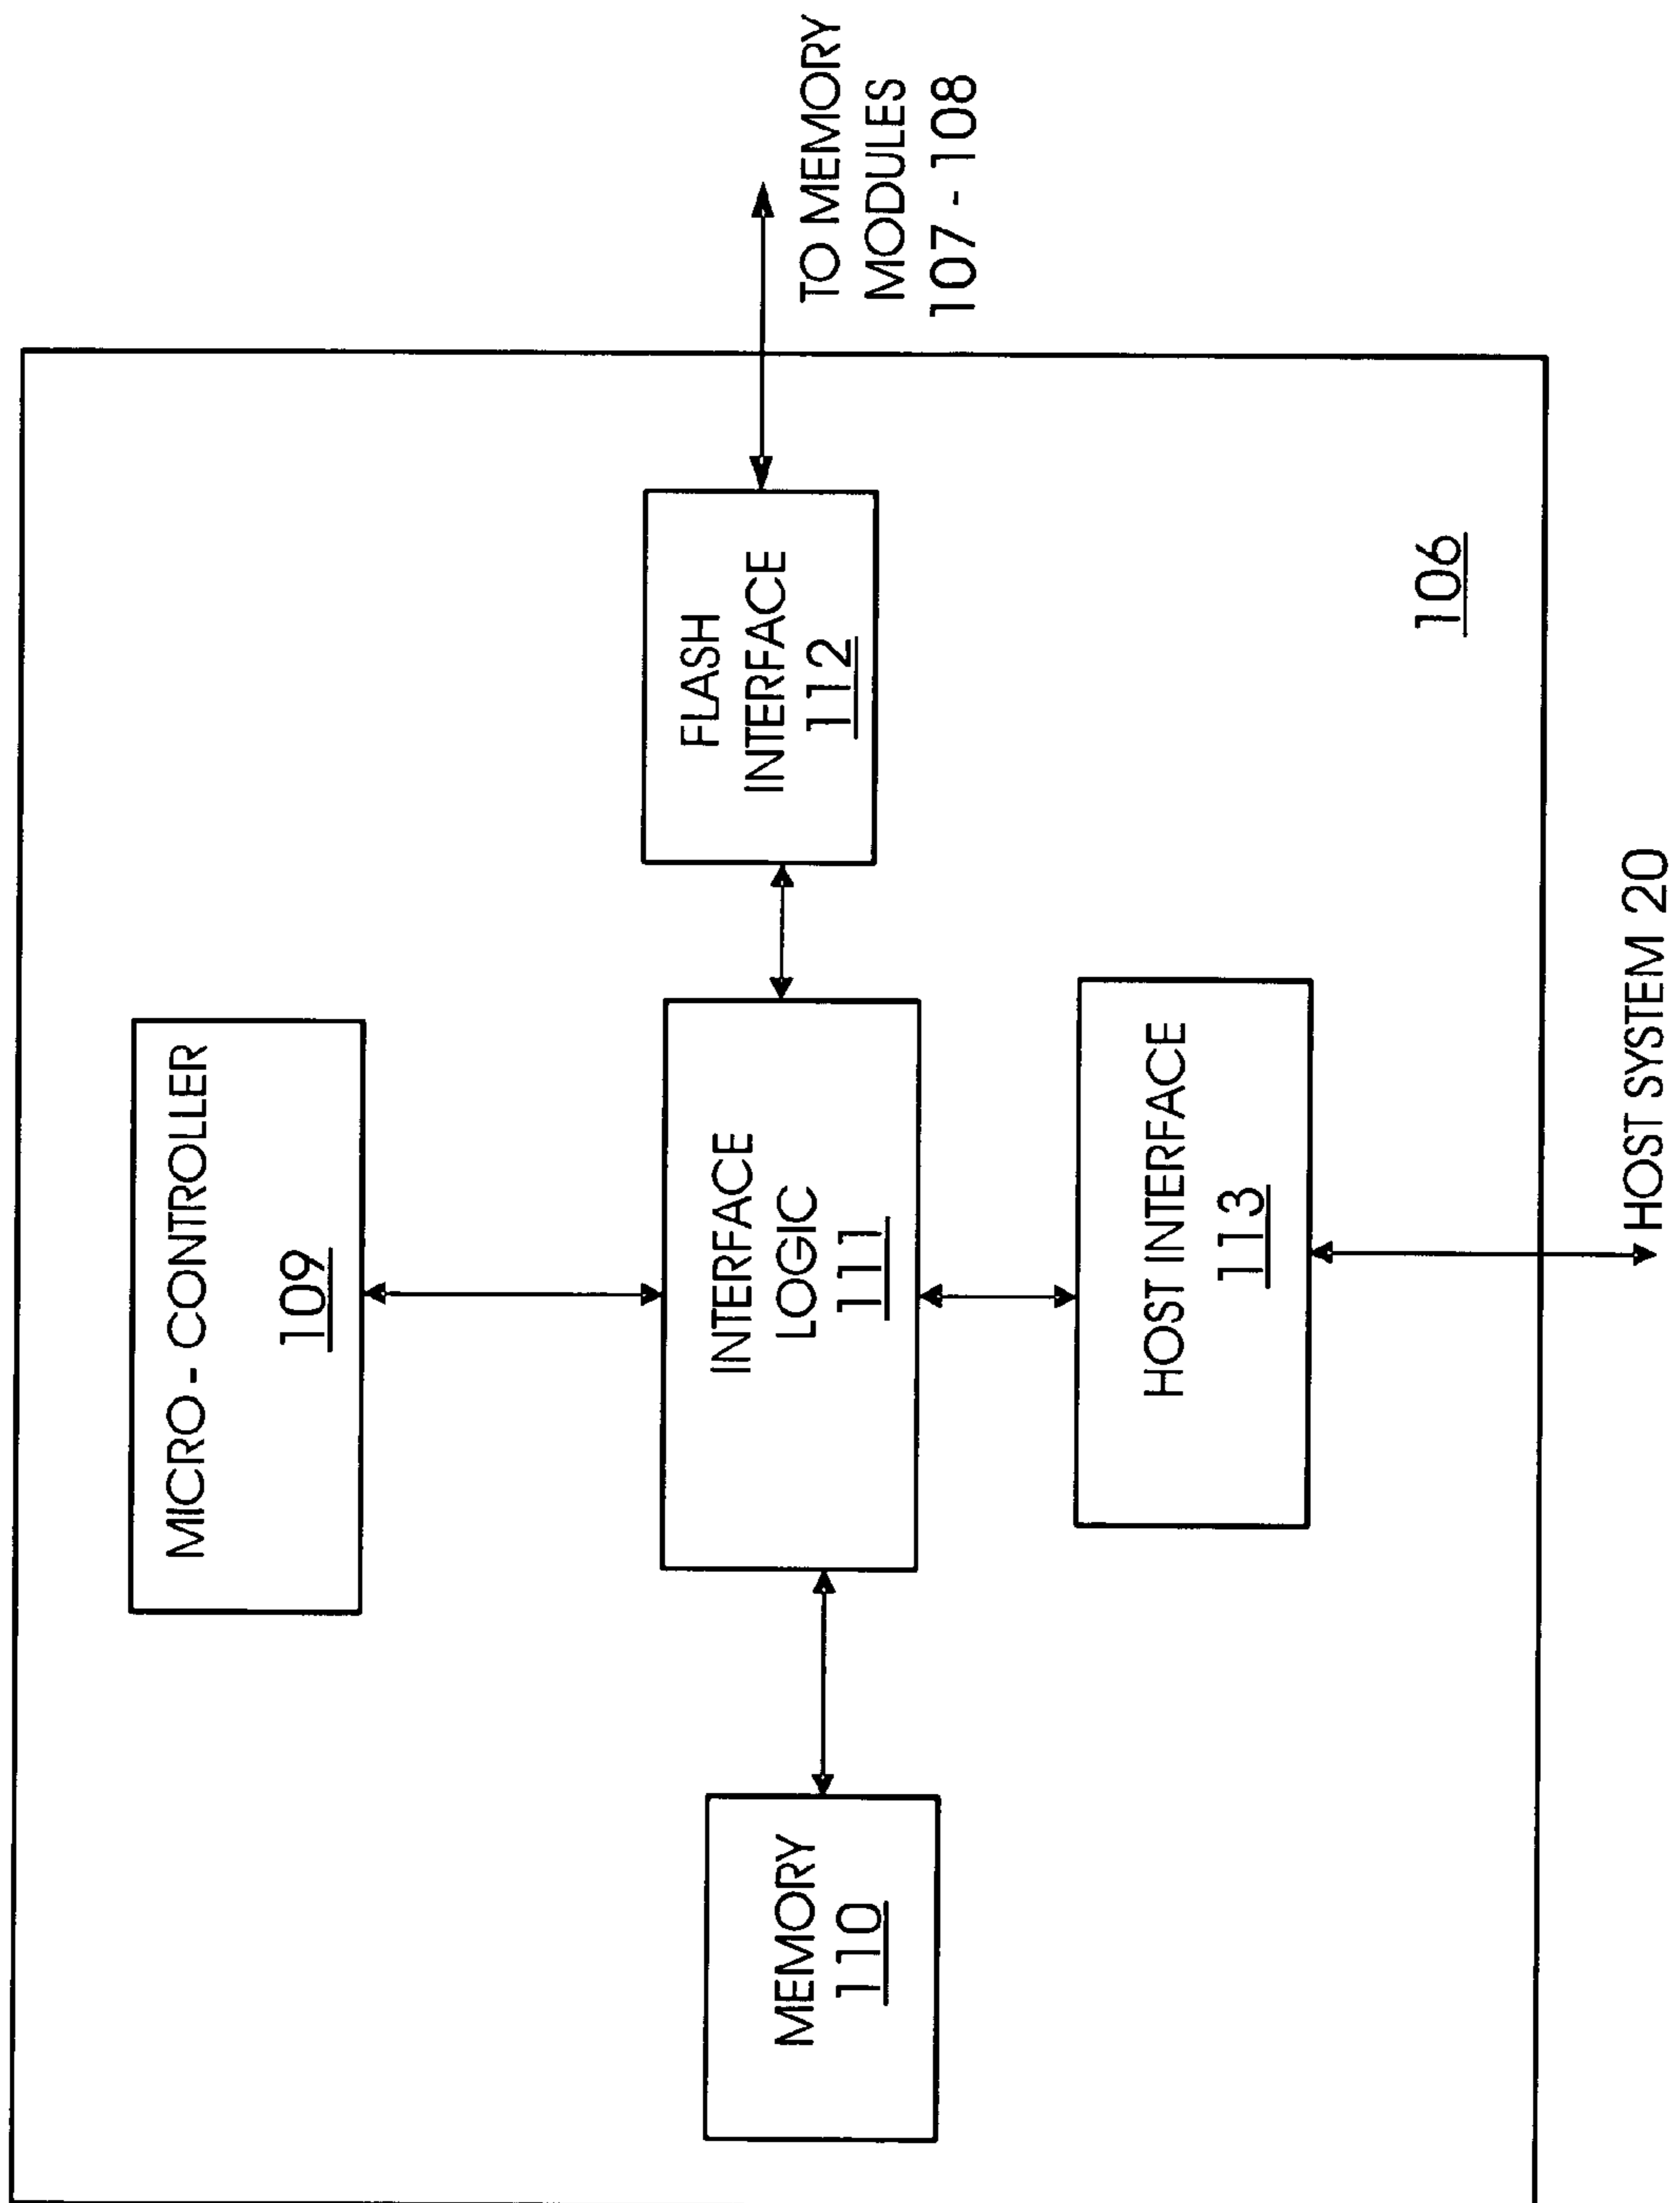 MICRO - CONTROLLER
109
MEMORY
110
INTERFACE
LOGIC
111
FLASH
INTERFACE
112
TO MEMORY
MODULES
107 - 108
HOST INTERFACE
113
106
HOST SYSTEM 20